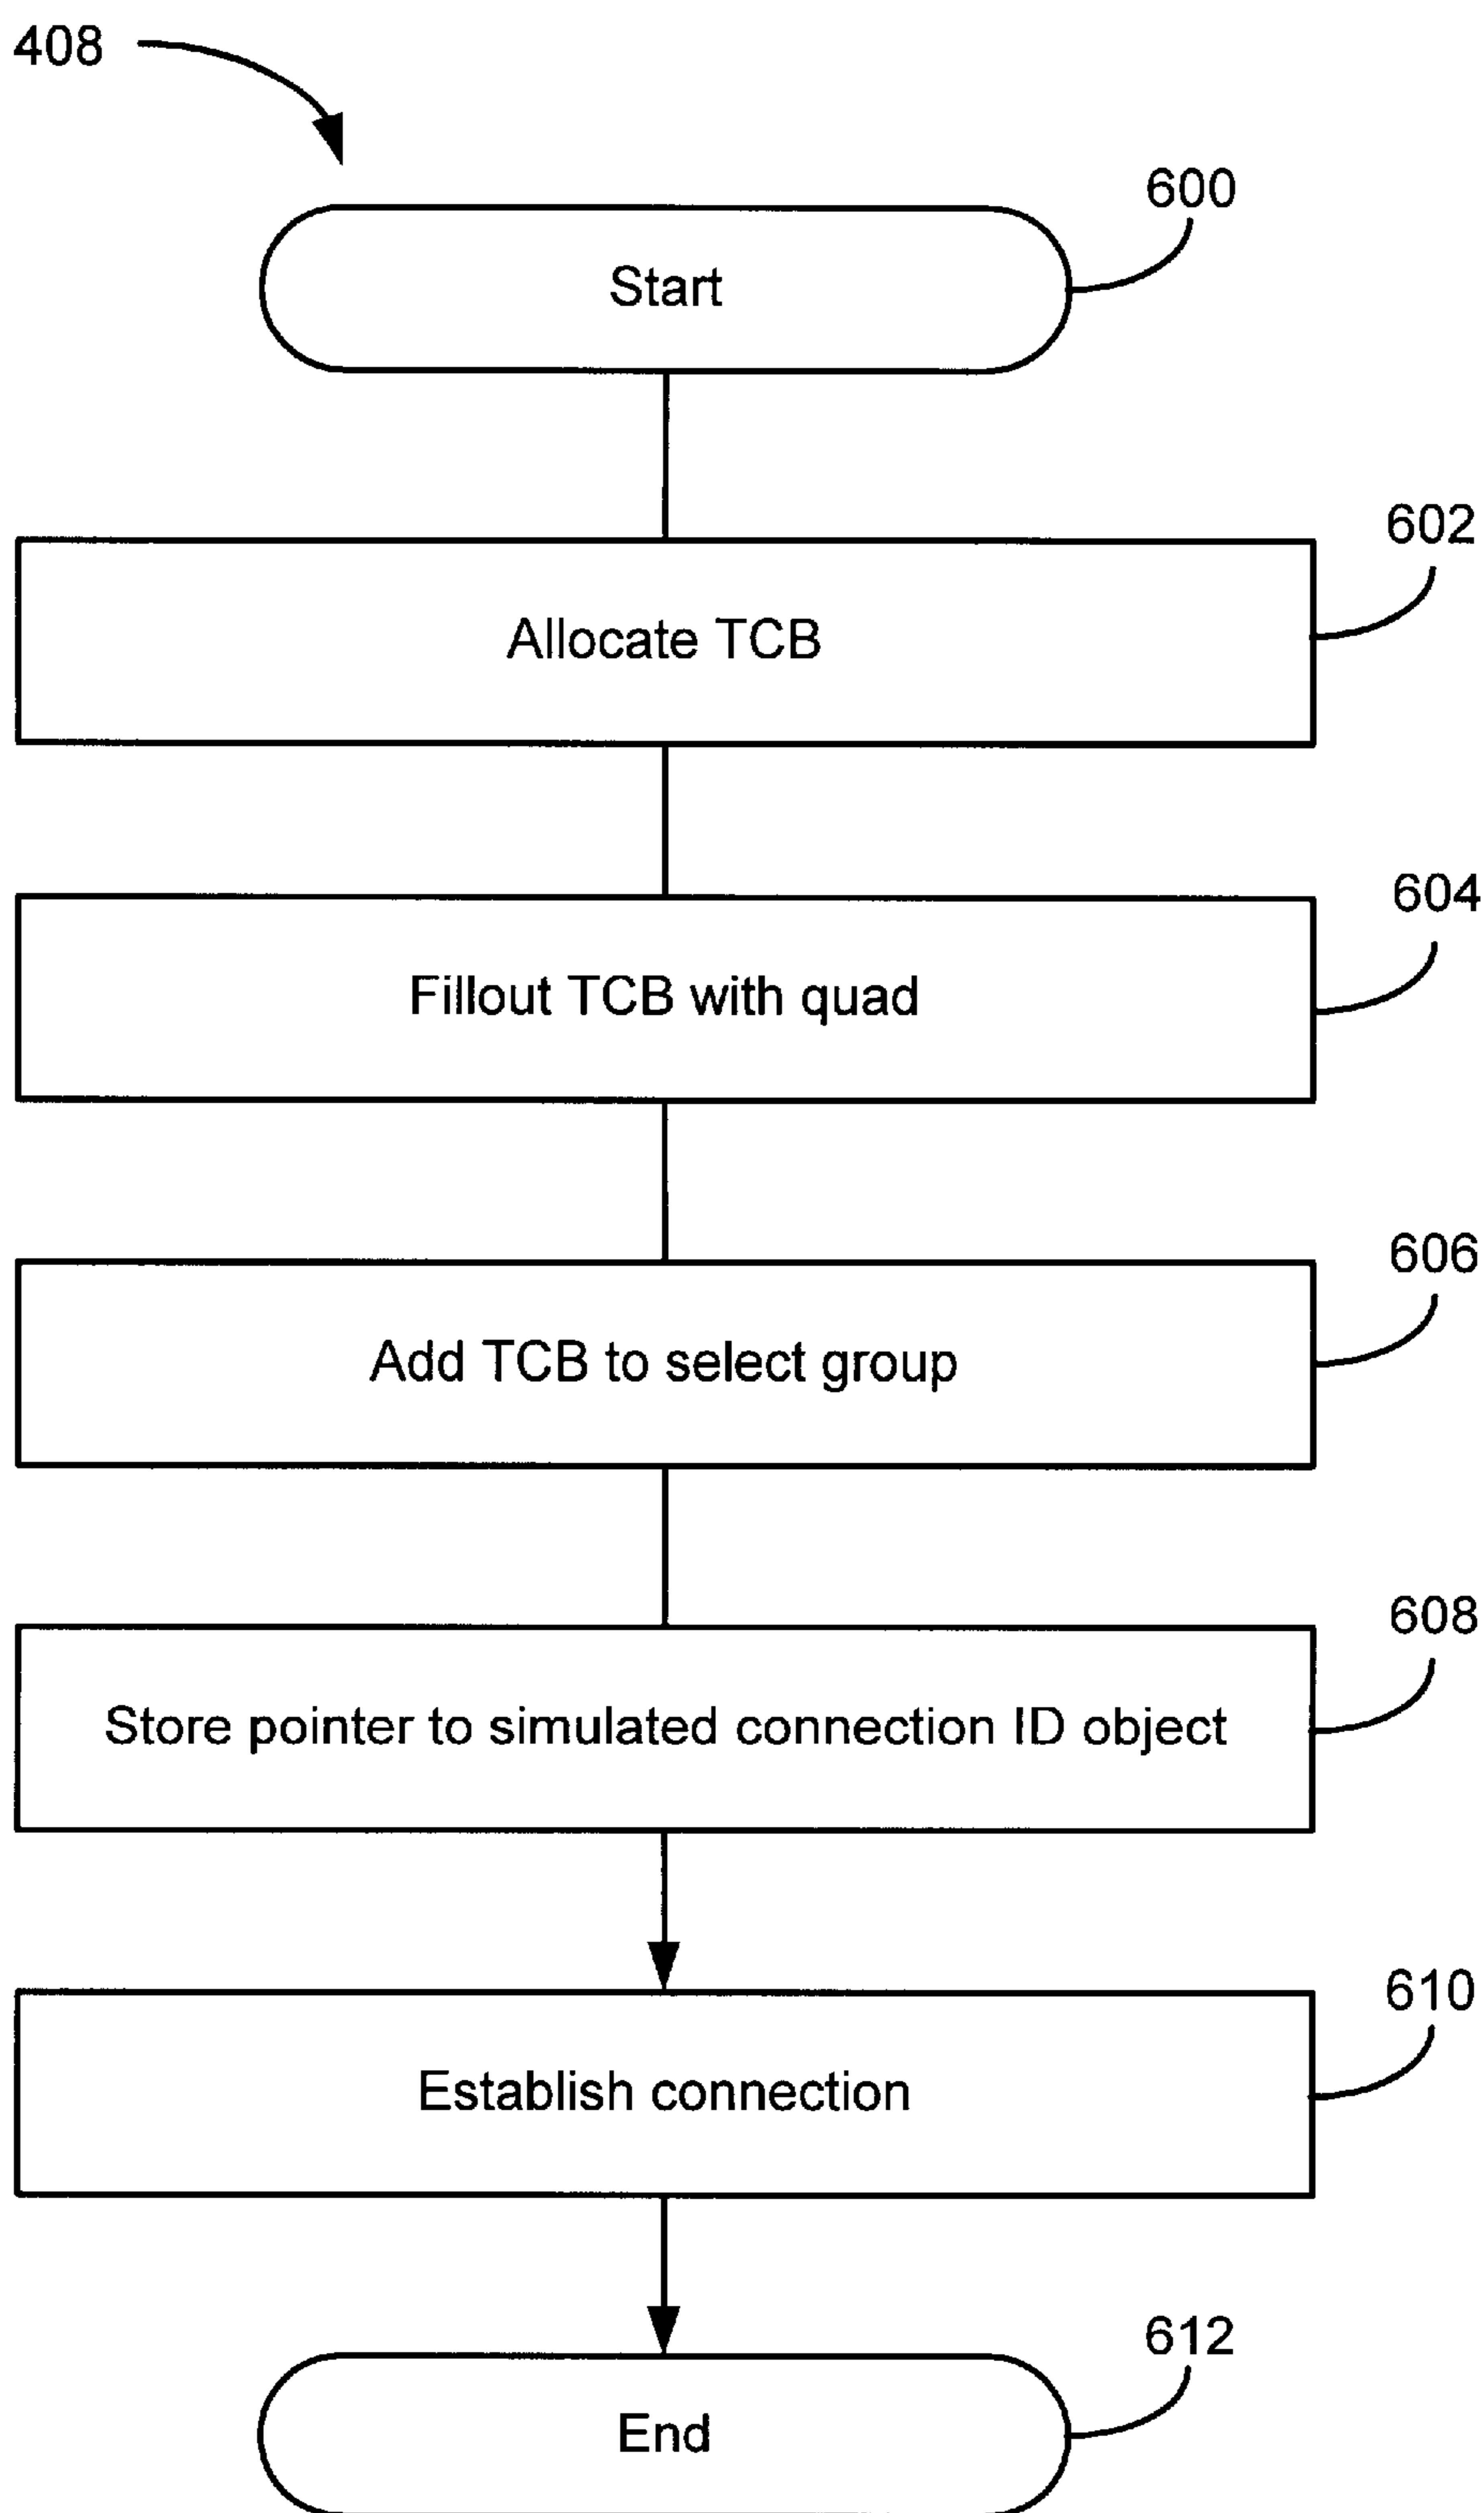 408
600
Start
602
Allocate TCB
604
Fillout TCB with quad
606
Add TCB to select group
608
Store pointer to simulated connection ID object
610
Establish connection
612
End